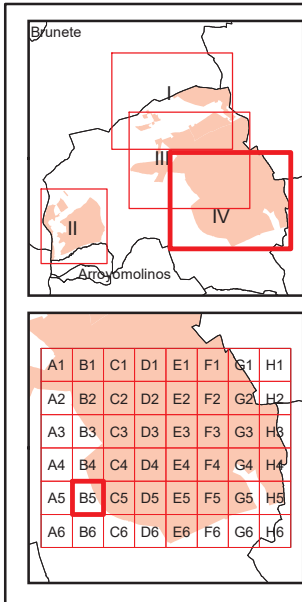 Brunete
I
III
IV
II
Arroyomolinos
A1 B1 C1 D1 E1 F1 G1 H1
A2 B2 C2 D2 E2 F2 G2 H2
A3 B3 C3 D3 E3 F3 G3 H3
A4 B4 C4 D4 E4 F4 G4 H4
A5 B5 C5 D5 E5 F5 G5 H5
A6 B6 C6 D6 E6 F6 G6 H6